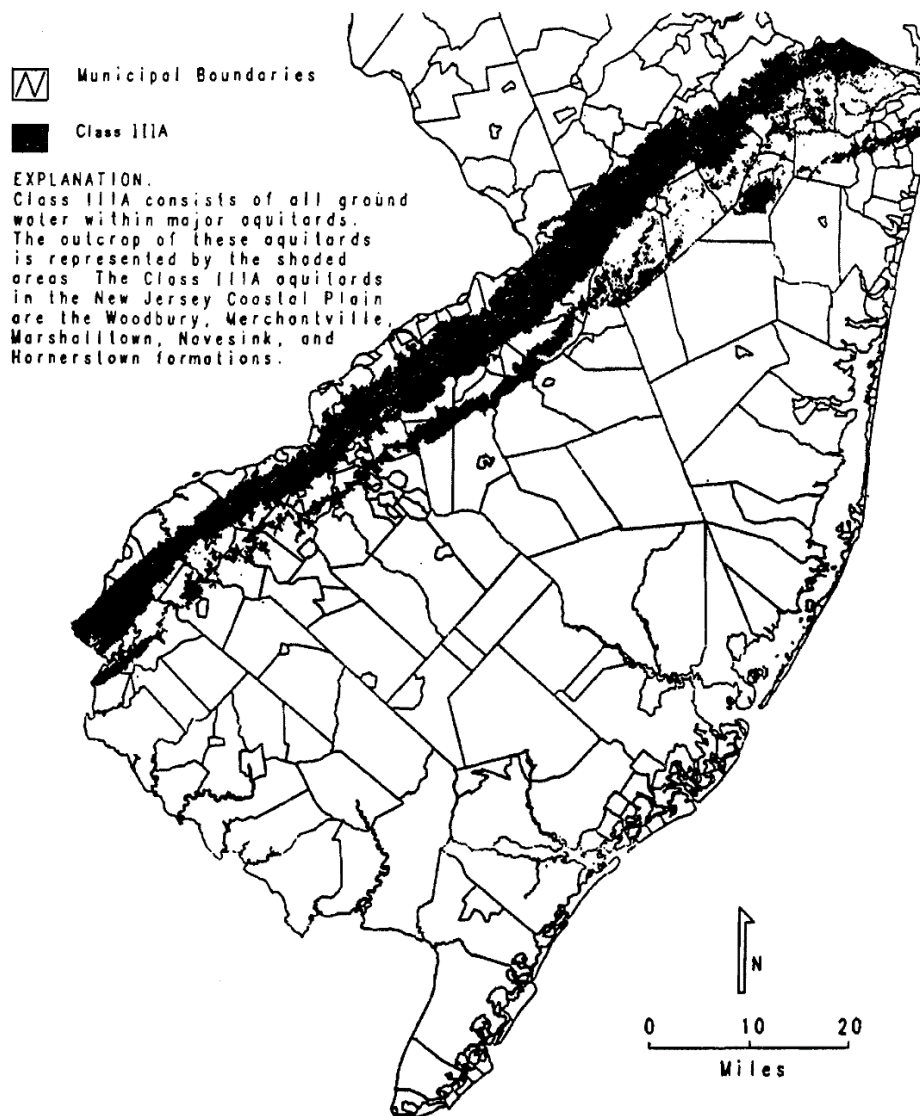 Municipal Boundaries
Class IIIA
EXPLANATION.
Class IIIA consists of all ground
water within major aquitards.
The outcrop of these aquitards
is represented by the shaded
areas The Class IIIA aquitards
in the New Jersey Coastal Plain
are the Woodbury, Merchantville,
Marshalltown, Navesink, and
Hornerstown formations.
N
0 10 20
Miles